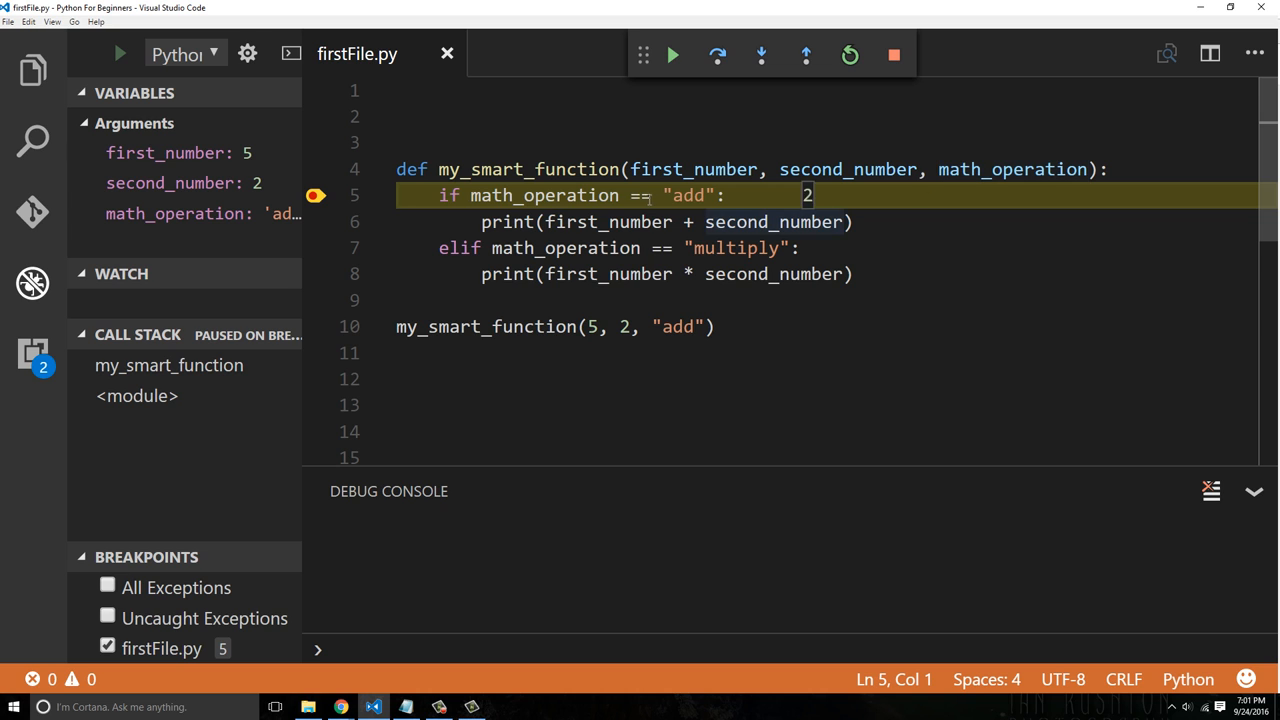 firstFile.py - Python For Beginners - Visual Studio Code
File Edit View Go Help
Pythor
firstFile.py
VARIABLES
Arguments
first_number: 5
second_number: 2
math_operation: 'ad...
WATCH
CALL STACK PAUSED ON BRE...
my_smart_function
<module>
2
BREAKPOINTS
All Exceptions
Uncaught Exceptions
firstFile.py 5
1
2
3
4 def my_smart_function(first_number, second_number, math_operation):
5 if math_operation == "add": 2
6 print(first_number + second_number)
7 elif math_operation == "multiply":
8 print(first_number * second_number)
9
10 my_smart_function(5, 2, "add")
11
12
13
14
15
DEBUG CONSOLE
0 0
Ln 5, Col 1 Spaces: 4 UTF-8 CRLF Python
I'm Cortana. Ask me anything.
7:01 PM
9/24/2016